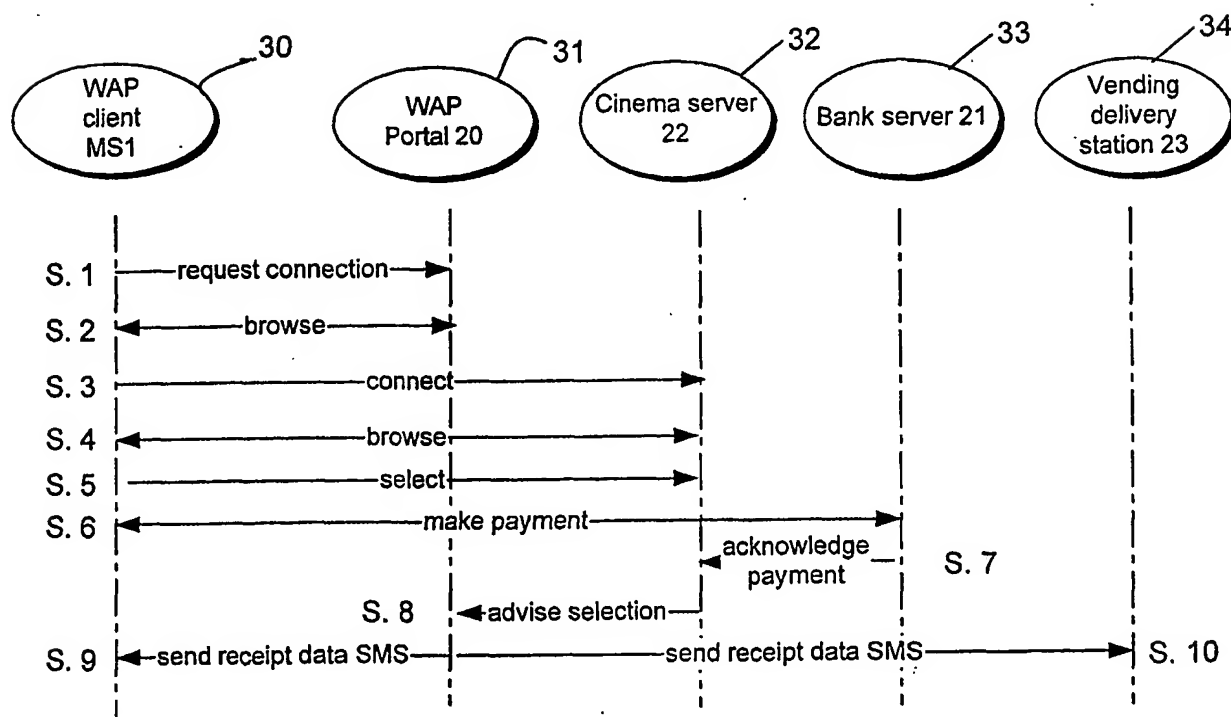 30
31
32
33
34
WAP
client
MS1
WAP
Portal 20
Cinema server
22
Bank server 21
Vending
delivery
station 23
S. 1 request connection
S. 2 browse
S. 3 connect
S. 4 browse
S. 5 select
S. 6 make payment
acknowledge
payment
S. 7
S. 8 advise selection
S. 9 send receipt data SMS send receipt data SMS S. 10